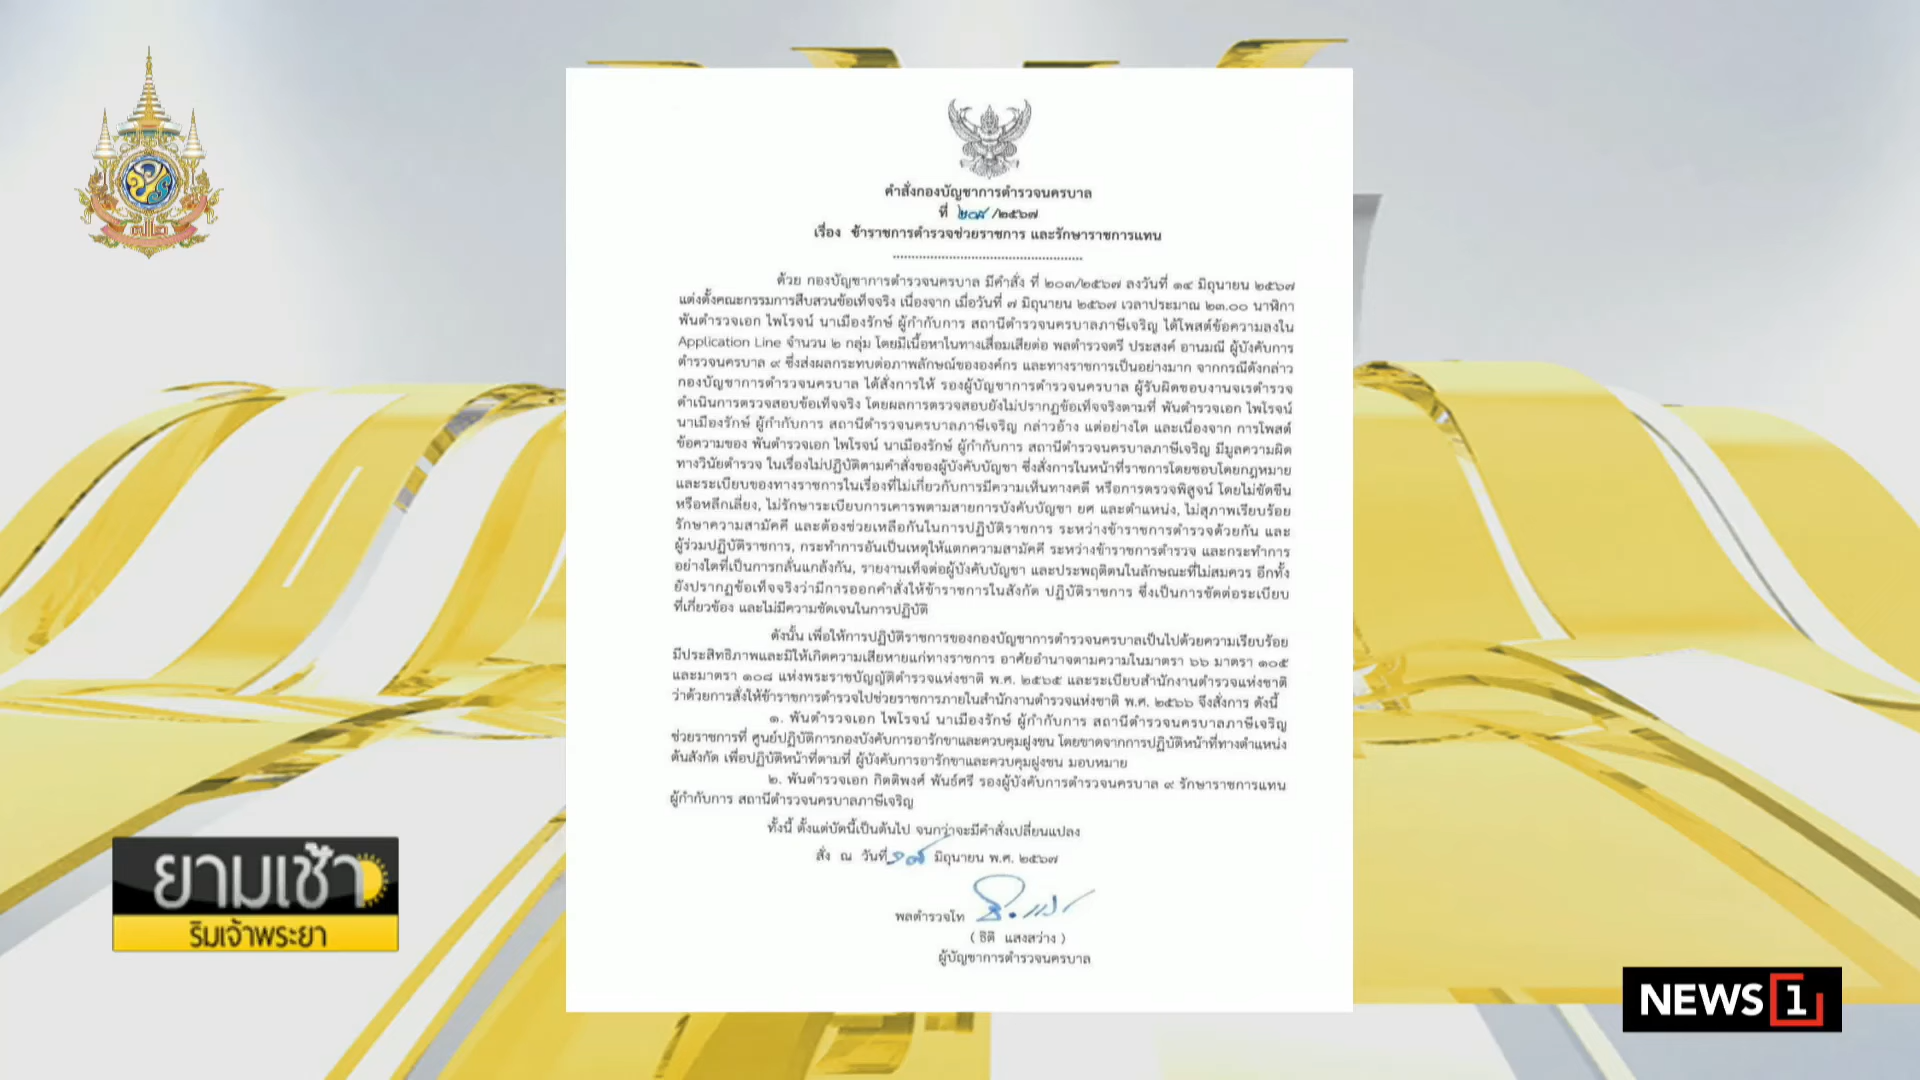 คำสั่งกองบัญชาการตำรวจนครบาล
ที่ ๒๐๘/๒๕๖๗
เรื่อง ข้าราชการตำรวจช่วยราชการ และรักษาราชการแทน
ด้วย กองบัญชาการตำรวจนครบาล มีคำสั่ง ที่ ๒๐๓/๒๕๖๗ ลงวันที่ ๑๔ มิถุนายน ๒๕๖๗
แต่งตั้งคณะกรรมการสืบสวนข้อเท็จจริง เนื่องจาก เมื่อวันที่ ๗ มิถุนายน ๒๕๖๗ เวลาประมาณ ๒๓.๐๐ นาฬิกา
พันตำรวจเอก ไพโรจน์ นาเมืองรักษ์ ผู้กำกับการ สถานีตำรวจนครบาลภาษีเจริญ ได้โพสต์ข้อความลงใน
Application Line จำนวน ๒ กลุ่ม โดยมีเนื้อหาในทางเสื่อมเสียต่อ พลตำรวจตรี ประสงค์ อานมณี ผู้บังคับการ
ตำรวจนครบาล ๙ ซึ่งส่งผลกระทบต่อภาพลักษณ์ขององค์กร และทางราชการเป็นอย่างมาก จากกรณีดังกล่าว
กองบัญชาการตำรวจนครบาล ได้สั่งการให้ รองผู้บัญชาการตำรวจนครบาล ผู้รับผิดชอบงานจเรตำรวจ
ดำเนินการตรวจสอบข้อเท็จจริง โดยผลการตรวจสอบยังไม่ปรากฏข้อเท็จจริงตามที่ พันตำรวจเอก ไพโรจน์
นาเมืองรักษ์ ผู้กำกับการ สถานีตำรวจนครบาลภาษีเจริญ กล่าวอ้าง แต่อย่างใด และเนื่องจาก การโพสต์
ข้อความของ พันตำรวจเอก ไพโรจน์ นาเมืองรักษ์ ผู้กำกับการ สถานีตำรวจนครบาลภาษีเจริญ มีมูลความผิด
ทางวินัยตำรวจ ในเรื่องไม่ปฏิบัติตามคำสั่งของผู้บังคับบัญชา ซึ่งสั่งการในหน้าที่ราชการโดยชอบโดยกฎหมาย
และระเบียบของทางราชการในเรื่องที่ไม่เกี่ยวกับการมีความเห็นทางคดี หรือการตรวจพิสูจน์ โดยไม่ขัดขืน
หรือหลีกเลี่ยง, ไม่รักษาระเบียบการเคารพตามสายการบังคับบัญชา ยศ และตำแหน่ง, ไม่สุภาพเรียบร้อย
รักษาความสามัคคี และต้องช่วยเหลือกันในการปฏิบัติราชการ ระหว่างข้าราชการตำรวจด้วยกัน และ
ผู้ร่วมปฏิบัติราชการ, กระทำการอันเป็นเหตุให้แตกความสามัคคี ระหว่างข้าราชการตำรวจ และกระทำการ
อย่างใดที่เป็นการกลั่นแกล้งกัน, รายงานเท็จต่อผู้บังคับบัญชา และประพฤติตนในลักษณะที่ไม่สมควร อีกทั้ง
ยังปรากฏข้อเท็จจริงว่ามีการออกคำสั่งให้ข้าราชการในสังกัด ปฏิบัติราชการ ซึ่งเป็นการขัดต่อระเบียบ
ที่เกี่ยวข้อง และไม่มีความชัดเจนในการปฏิบัติ
ดังนั้น เพื่อให้การปฏิบัติราชการของกองบัญชาการตำรวจนครบาลเป็นไปด้วยความเรียบร้อย
มีประสิทธิภาพและมิให้เกิดความเสียหายแก่ทางราชการ อาศัยอำนาจตามความในมาตรา ๖๖ มาตรา ๑๐๕
และมาตรา ๑๐๘ แห่งพระราชบัญญัติตำรวจแห่งชาติ พ.ศ. ๒๕๖๕ และระเบียบสำนักงานตำรวจแห่งชาติ
ว่าด้วยการสั่งให้ข้าราชการตำรวจไปช่วยราชการภายในสำนักงานตำรวจแห่งชาติ พ.ศ. ๒๕๖๖ จึงสั่งการ ดังนี้
๑. พันตำรวจเอก ไพโรจน์ นาเมืองรักษ์ ผู้กำกับการ สถานีตำรวจนครบาลภาษีเจริญ
ช่วยราชการที่ ศูนย์ปฏิบัติการกองบังคับการอารักขาและควบคุมฝูงชน โดยขาดจากการปฏิบัติหน้าที่ทางตำแหน่ง
ต้นสังกัด เพื่อปฏิบัติหน้าที่ตามที่ ผู้บังคับการอารักขาและควบคุมฝูงชน มอบหมาย
๒. พันตำรวจเอก กิตติพงศ์ พันธ์ศรี รองผู้บังคับการตำรวจนครบาล ๙ รักษาราชการแทน
ผู้กำกับการ สถานีตำรวจนครบาลภาษีเจริญ
ทั้งนี้ ตั้งแต่บัดนี้เป็นต้นไป จนกว่าจะมีคำสั่งเปลี่ยนแปลง
สั่ง ณ วันที่ ๑๗ มิถุนายน พ.ศ. ๒๕๖๗
พลตำรวจโท
( ธิติ แสงสว่าง )
ผู้บัญชาการตำรวจนครบาล
๗๒
ยามเช้า
ริมเจ้าพระยา
NEWS 1